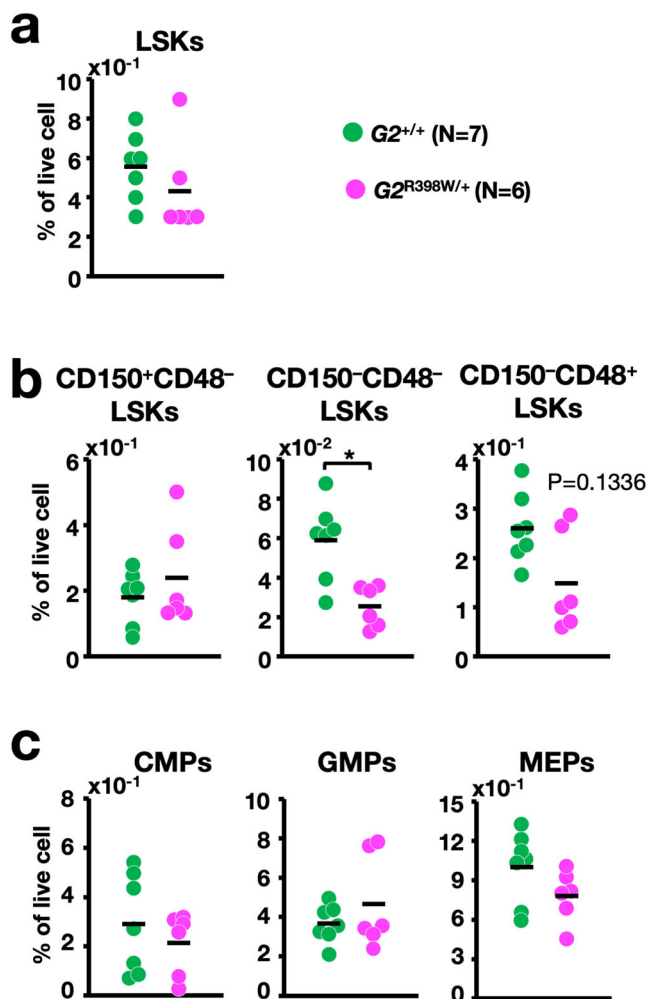 a
LSKs
x10⁻¹
10
8
6
4
2
0
% of live cell
G2+/+ (N=7)
G2R398W/+ (N=6)
b
CD150⁺CD48⁻
LSKs
CD150⁻CD48⁻
LSKs
CD150⁻CD48⁺
LSKs
x10⁻¹
6
4
2
0
% of live cell
x10⁻²
10
8
6
4
2
0
*
x10⁻¹
4
3
2
1
0
P=0.1336
c
CMPs
GMPs
MEPs
x10⁻¹
8
6
4
2
0
% of live cell
10
8
6
4
2
0
x10⁻¹
15
12
9
6
3
0